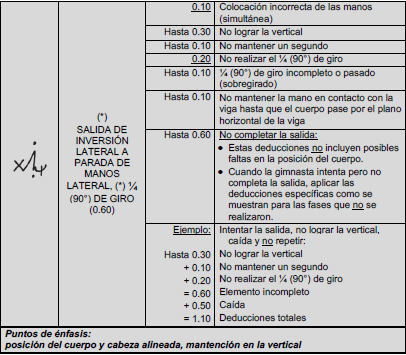 0.10 Colocación incorrecta de las manos
(simultánea)
Hasta 0.30 No lograr la vertical
Hasta 0.10 No mantener un segundo
0.20 No realizar el ¼ (90°) de giro
Hasta 0.10 ¼ (90°) de giro incompleto o pasado
(sobregirado)
Hasta 0.10 No mantener la mano en contacto con la
viga hasta que el cuerpo pase por el plano
horizontal de la viga
(*)
SALIDA DE
INVERSIÓN
LATERAL A
PARADA DE
MANOS
LATERAL, (*) ¼
(90°) DE GIRO
(0.60)
Hasta 0.60 No completar la salida:
• Estas deducciones no incluyen posibles
faltas en la posición del cuerpo.
• Cuando la gimnasta intenta pero no
completa la salida, aplicar las
deducciones específicas como se
muestran para las fases que no se
realizaron.
Ejemplo: Intentar la salida, no lograr la vertical,
caída y no repetir:
Hasta 0.30 No lograr la vertical
+ 0.10 No mantener un segundo
+ 0.20 No realizar el ¼ (90°) de giro
= 0.60 Elemento incompleto
+ 0.50 Caída
= 1.10 Deducciones totales
Puntos de énfasis:
posición del cuerpo y cabeza alineada, mantención en la vertical